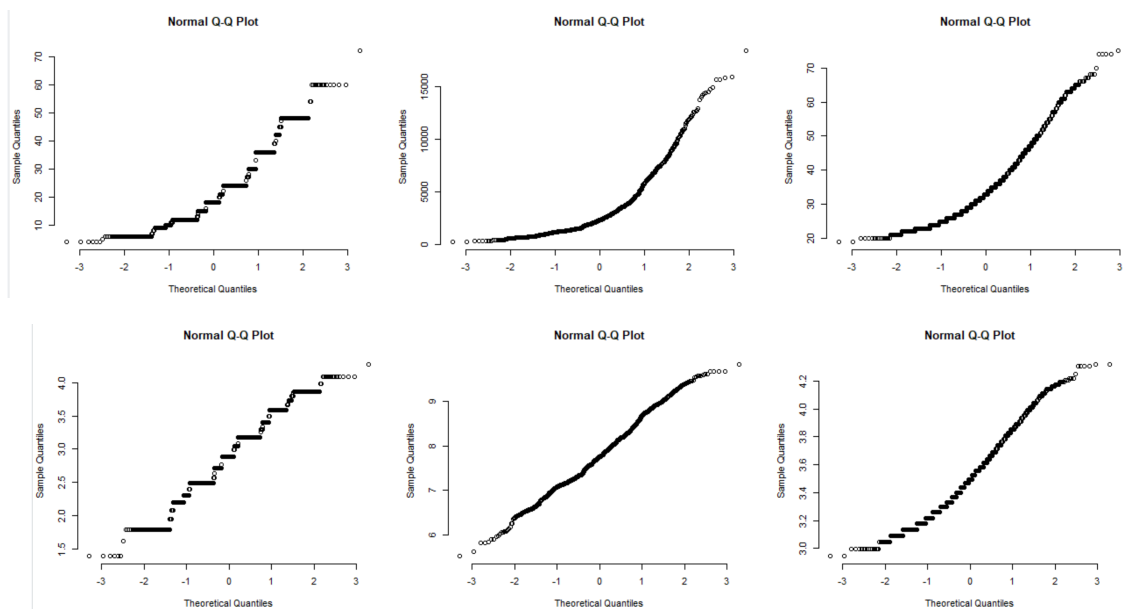 Normal Q-Q Plot
Sample Quantiles
70
60
50
40
30
20
10
-3 -2 -1 0 1 2 3
Theoretical Quantiles
Normal Q-Q Plot
Sample Quantiles
15000
5000
0
-3 -2 -1 0 1 2 3
Theoretical Quantiles
Normal Q-Q Plot
Sample Quantiles
70
60
50
40
30
20
-3 -2 -1 0 1 2 3
Theoretical Quantiles
Normal Q-Q Plot
Sample Quantiles
4.0
3.5
3.0
2.5
2.0
1.5
-3 -2 -1 0 1 2 3
Theoretical Quantiles
Normal Q-Q Plot
Sample Quantiles
9
8
7
6
-3 -2 -1 0 1 2 3
Theoretical Quantiles
Normal Q-Q Plot
Sample Quantiles
4.2
4.0
3.8
3.6
3.4
3.2
3.0
-3 -2 -1 0 1 2 3
Theoretical Quantiles